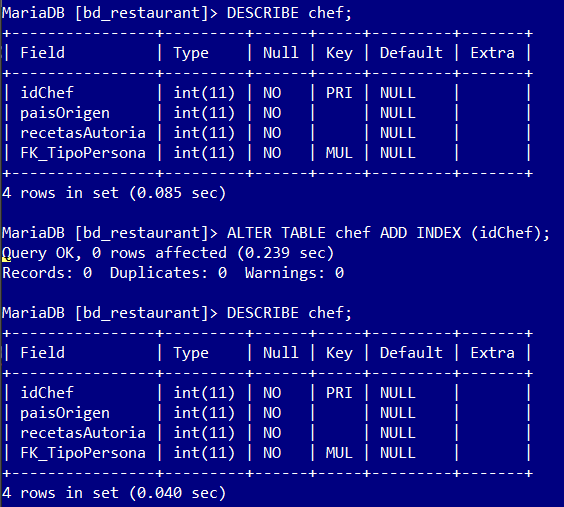 MariaDB [bd_restaurant]> DESCRIBE chef;
+---------------+---------+------+-----+---------+-------+
| Field         | Type    | Null | Key | Default | Extra |
+---------------+---------+------+-----+---------+-------+
| idChef        | int(11) | NO   | PRI | NULL    |       |
| paisOrigen    | int(11) | NO   |     | NULL    |       |
| recetasAutoria | int(11) | NO   |     | NULL    |       |
| FK_TipoPersona | int(11) | NO   | MUL | NULL    |       |
+---------------+---------+------+-----+---------+-------+
4 rows in set (0.085 sec)
MariaDB [bd_restaurant]> ALTER TABLE chef ADD INDEX (idChef);
Query OK, 0 rows affected (0.239 sec)
Records: 0  Duplicates: 0  Warnings: 0
MariaDB [bd_restaurant]> DESCRIBE chef;
+---------------+---------+------+-----+---------+-------+
| Field         | Type    | Null | Key | Default | Extra |
+---------------+---------+------+-----+---------+-------+
| idChef        | int(11) | NO   | PRI | NULL    |       |
| paisOrigen    | int(11) | NO   |     | NULL    |       |
| recetasAutoria | int(11) | NO   |     | NULL    |       |
| FK_TipoPersona | int(11) | NO   | MUL | NULL    |       |
+---------------+---------+------+-----+---------+-------+
4 rows in set (0.040 sec)